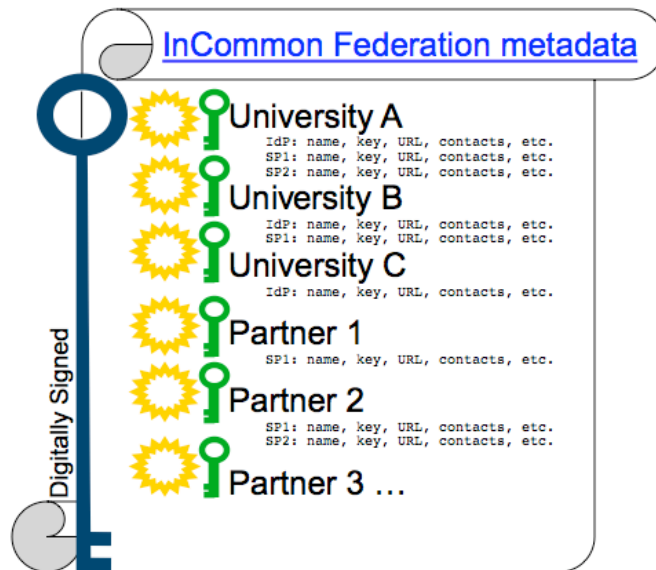 InCommon Federation metadata
University A
IdP: name, key, URL, contacts, etc.
SP1: name, key, URL, contacts, etc.
SP2: name, key, URL, contacts, etc.
University B
IdP: name, key, URL, contacts, etc.
SP1: name, key, URL, contacts, etc.
University C
IdP: name, key, URL, contacts, etc.
Partner 1
SP1: name, key, URL, contacts, etc.
Partner 2
SP1: name, key, URL, contacts, etc.
SP2: name, key, URL, contacts, etc.
Partner 3 …
Digitally Signed